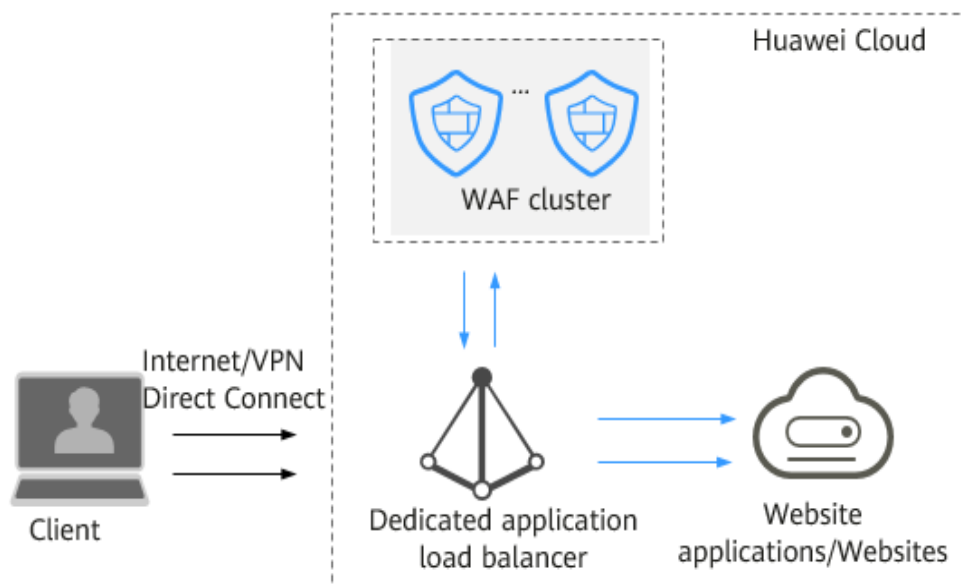 Huawei Cloud
...
WAF cluster
Internet/VPN
Direct Connect
Client
Dedicated application
load balancer
Website
applications/Websites